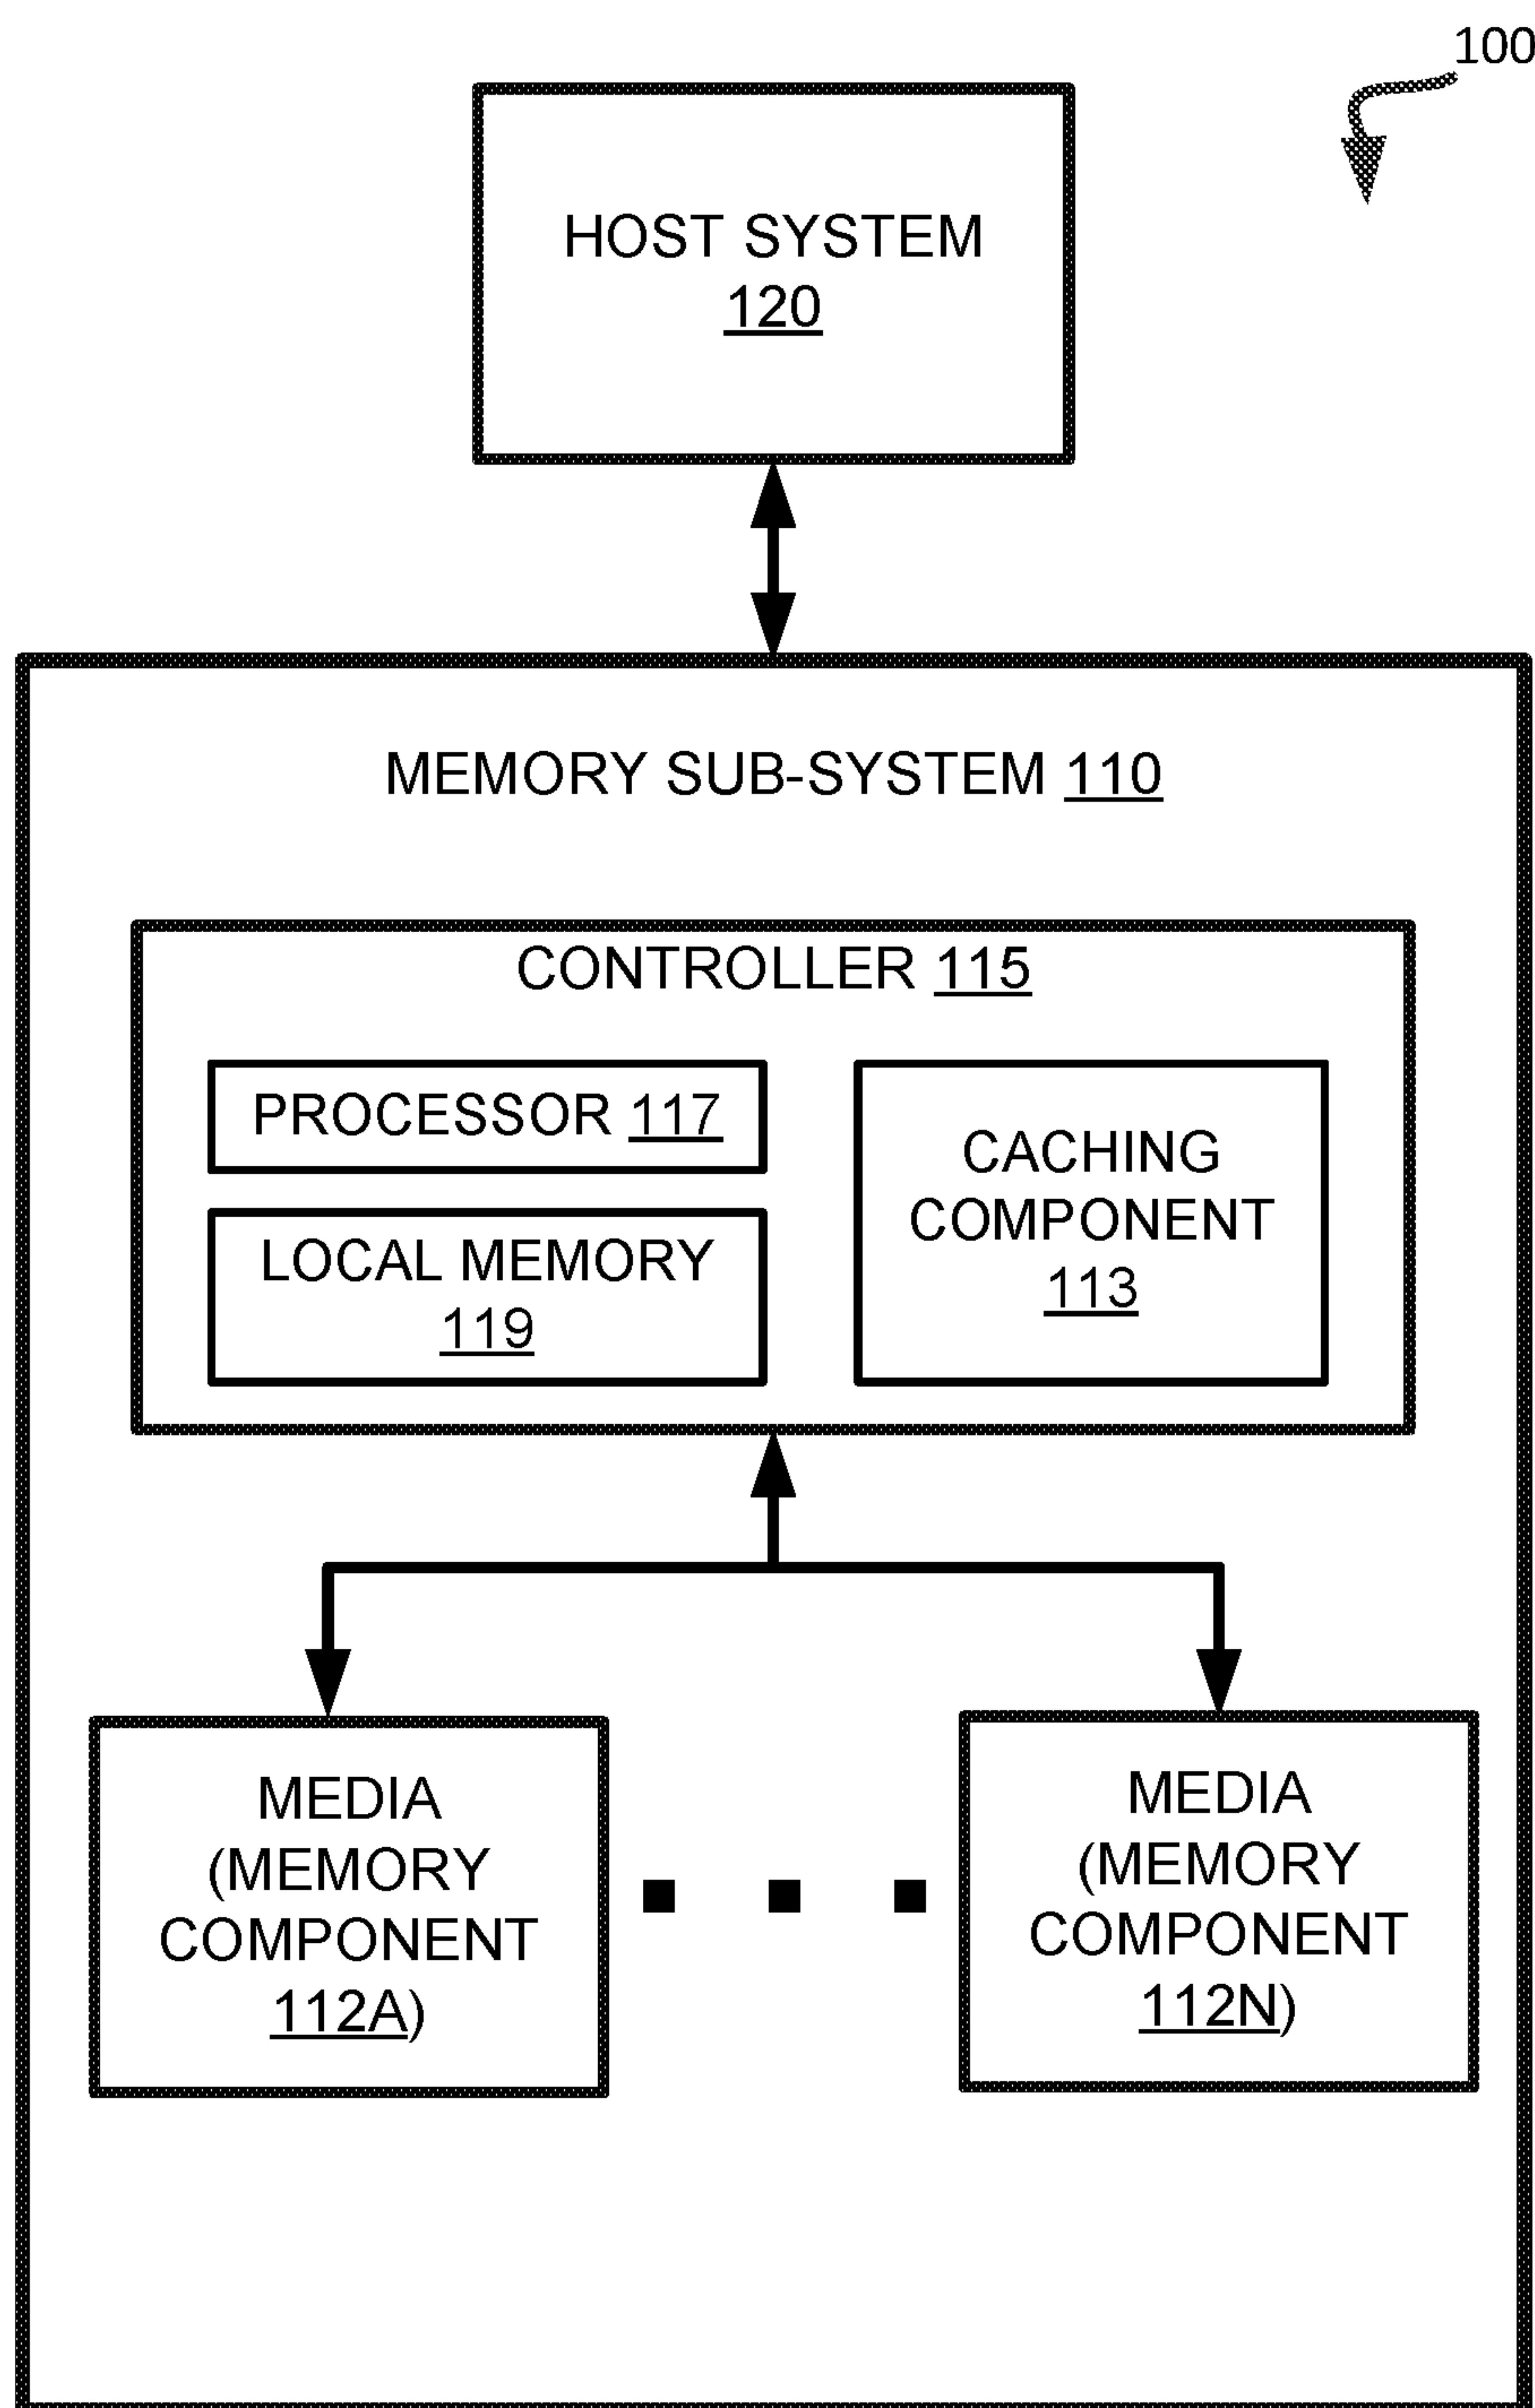 100
HOST SYSTEM
120
MEMORY SUB-SYSTEM 110
CONTROLLER 115
PROCESSOR 117
LOCAL MEMORY
119
CACHING
COMPONENT
113
MEDIA
(MEMORY
COMPONENT
112A)
MEDIA
(MEMORY
COMPONENT
112N)